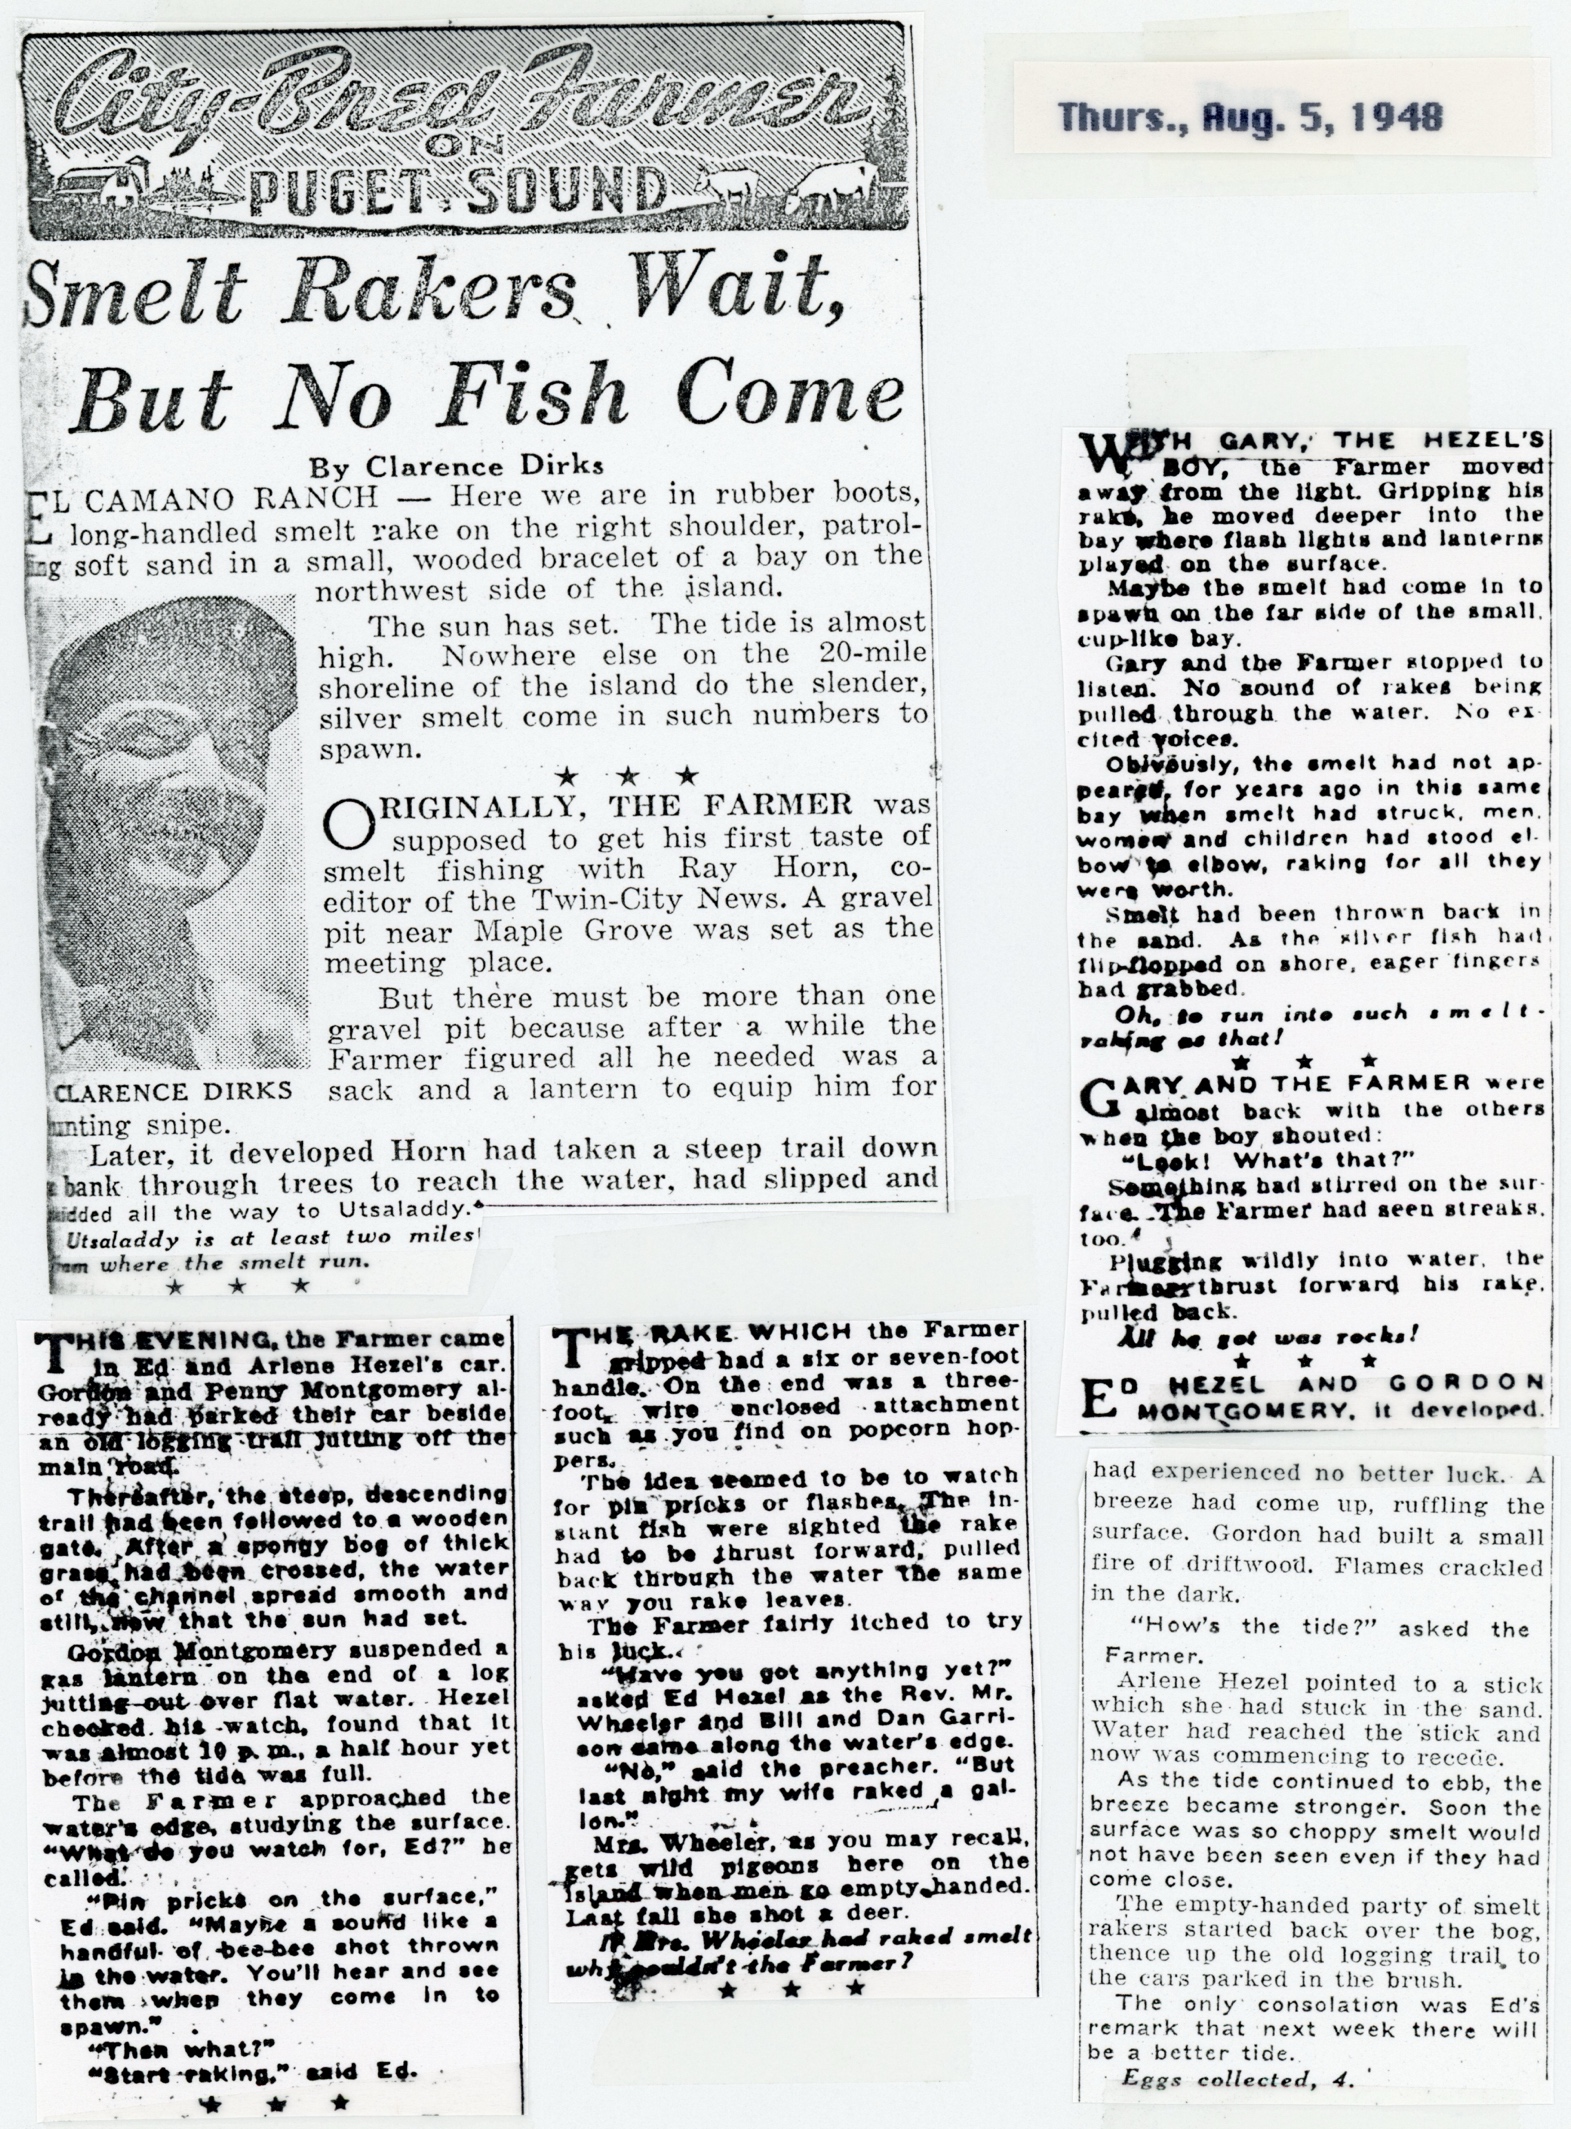 City-Bred Farmer
ON
PUGET SOUND
Thurs., Aug. 5, 1948
Smelt Rakers Wait,
But No Fish Come
By Clarence Dirks
EL CAMANO RANCH — Here we are in rubber boots,
long-handled smelt rake on the right shoulder, patrol-
ing soft sand in a small, wooded bracelet of a bay on the
northwest side of the island.
The sun has set. The tide is almost
high. Nowhere else on the 20-mile
shoreline of the island do the slender,
silver smelt come in such numbers to
spawn.
★ ★ ★
ORIGINALLY, THE FARMER was
supposed to get his first taste of
smelt fishing with Ray Horn, co-
editor of the Twin-City News. A gravel
pit near Maple Grove was set as the
meeting place.
But there must be more than one
gravel pit because after a while the
Farmer figured all he needed was a
CLARENCE DIRKS
sack and a lantern to equip him for
unting snipe.
Later, it developed Horn had taken a steep trail down
a bank through trees to reach the water, had slipped and
idded all the way to Utsaladdy.
Utsaladdy is at least two miles
from where the smelt run.
★ ★ ★
THIS EVENING, the Farmer came
in Ed and Arlene Hezel's car.
Gordon and Penny Montgomery al-
ready had parked their car beside
an old logging trail jutting off the
main road.
Thereafter, the steep, descending
trail had been followed to a wooden
gate. After a spongy bog of thick
grass had been crossed, the water
of the channel spread smooth and
still, now that the sun had set.
Gordon Montgomery suspended a
gas lantern on the end of a log
jutting out over flat water. Hezel
checked his watch, found that it
was almost 10 p. m., a half hour yet
before the tide was full.
The Farmer approached the
water's edge, studying the surface.
"What do you watch for, Ed?" he
called.
"Pin pricks on the surface,"
Ed said. "Maybe a sound like a
handful of bee-bee shot thrown
in the water. You'll hear and see
them when they come in to
spawn."
"Then what?"
"Start raking," said Ed.
★ ★ ★
THE RAKE WHICH the Farmer
gripped had a six or seven-foot
handle. On the end was a three-
foot, wire enclosed attachment
such as you find on popcorn hop-
pers.
The idea seemed to be to watch
for pin pricks or flashes. The in-
stant fish were sighted the rake
had to be thrust forward, pulled
back through the water the same
way you rake leaves.
The Farmer fairly itched to try
his luck.
"Have you got anything yet?"
asked Ed Hezel as the Rev. Mr.
Wheeler and Bill and Dan Garri-
son came along the water's edge.
"No," said the preacher. "But
last night my wife raked a gal-
lon."
Mrs. Wheeler, as you may recall,
gets wild pigeons here on the
island when men go empty handed.
Last fall she shot a deer.
If Mrs. Wheeler had raked smelt
why couldn't the Farmer?
★ ★ ★
WITH GARY, THE HEZEL'S
BOY, the Farmer moved
away from the light. Gripping his
rake, he moved deeper into the
bay where flash lights and lanterns
played on the surface.
Maybe the smelt had come in to
spawn on the far side of the small,
cup-like bay.
Gary and the Farmer stopped to
listen. No sound of rakes being
pulled through the water. No ex-
cited voices.
Obivously, the smelt had not ap-
peared, for years ago in this same
bay when smelt had struck, men,
women and children had stood el-
bow to elbow, raking for all they
were worth.
Smelt had been thrown back in
the sand. As the silver fish had
flip-flopped on shore, eager fingers
had grabbed.
Oh, to run into such smelt-
raking as that!
★ ★ ★
GARY AND THE FARMER were
almost back with the others
when the boy shouted:
"Look! What's that?"
Something had stirred on the sur-
face. The Farmer had seen streaks,
too.
Plugging wildly into water, the
Farmer thrust forward his rake,
pulled back.
All he got was rocks!
★ ★ ★
ED HEZEL AND GORDON
MONTGOMERY, it developed,
had experienced no better luck. A
breeze had come up, ruffling the
surface. Gordon had built a small
fire of driftwood. Flames crackled
in the dark.
"How's the tide?" asked the
Farmer.
Arlene Hezel pointed to a stick
which she had stuck in the sand.
Water had reached the stick and
now was commencing to recede.
As the tide continued to ebb, the
breeze became stronger. Soon the
surface was so choppy smelt would
not have been seen even if they had
come close.
The empty-handed party of smelt
rakers started back over the bog,
thence up the old logging trail to
the cars parked in the brush.
The only consolation was Ed's
remark that next week there will
be a better tide.
Eggs collected, 4.